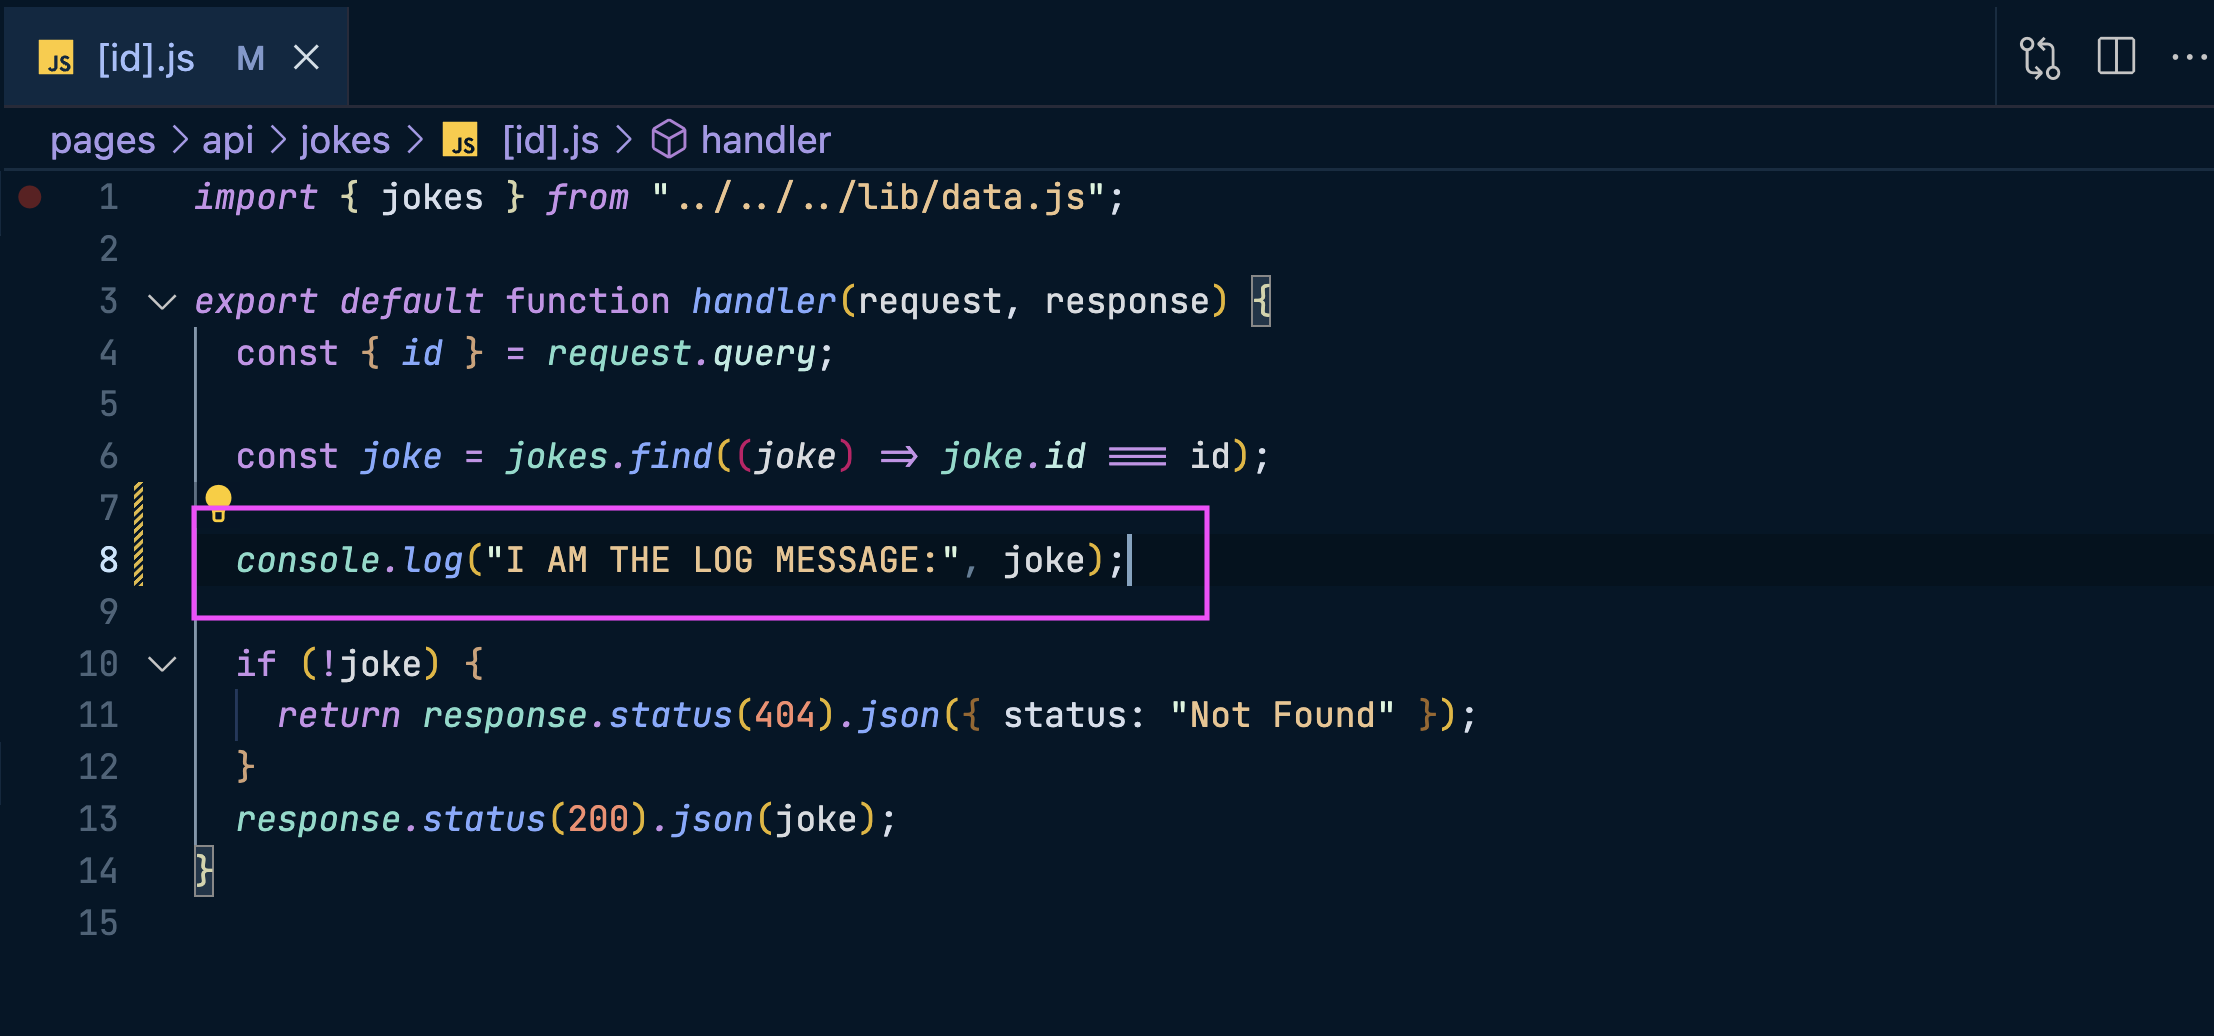 JS [id].js M
pages > api > jokes > JS [id].js > handler
1 import { jokes } from "../../../lib/data.js";
2
3 export default function handler(request, response) {
4 const { id } = request.query;
5
6 const joke = jokes.find((joke) => joke.id === id);
7
8 console.log("I AM THE LOG MESSAGE:", joke);
9
10 if (!joke) {
11 return response.status(404).json({ status: "Not Found" });
12 }
13 response.status(200).json(joke);
14 }
15